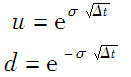 u = e^{σ √Δt}
d = e^{-σ √Δt}